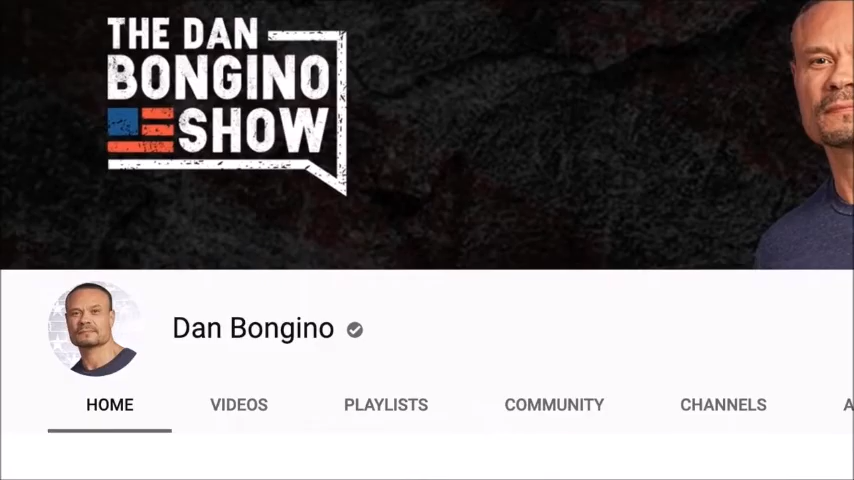 THE DAN
BONGINO
SHOW
Dan Bongino
HOME VIDEOS PLAYLISTS COMMUNITY CHANNELS A